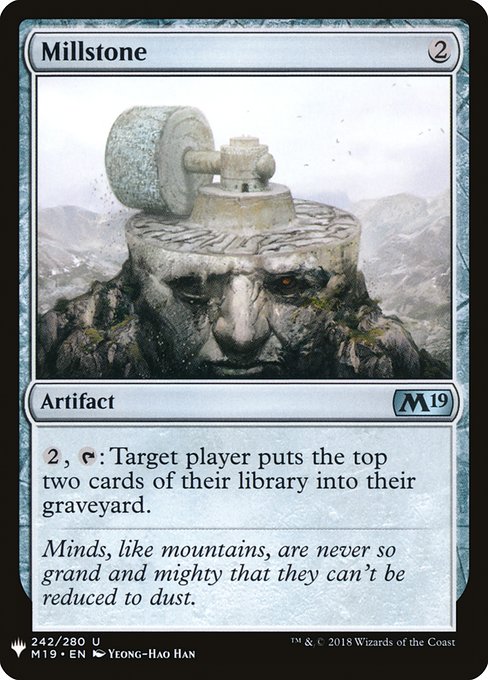 Millstone 2
Artifact M19
2, : Target player puts the top
two cards of their library into their
graveyard.
Minds, like mountains, are never so
grand and mighty that they can't be
reduced to dust.
242/280 U
M19 • EN Yeong-Hao Han
™ & © 2018 Wizards of the Coast